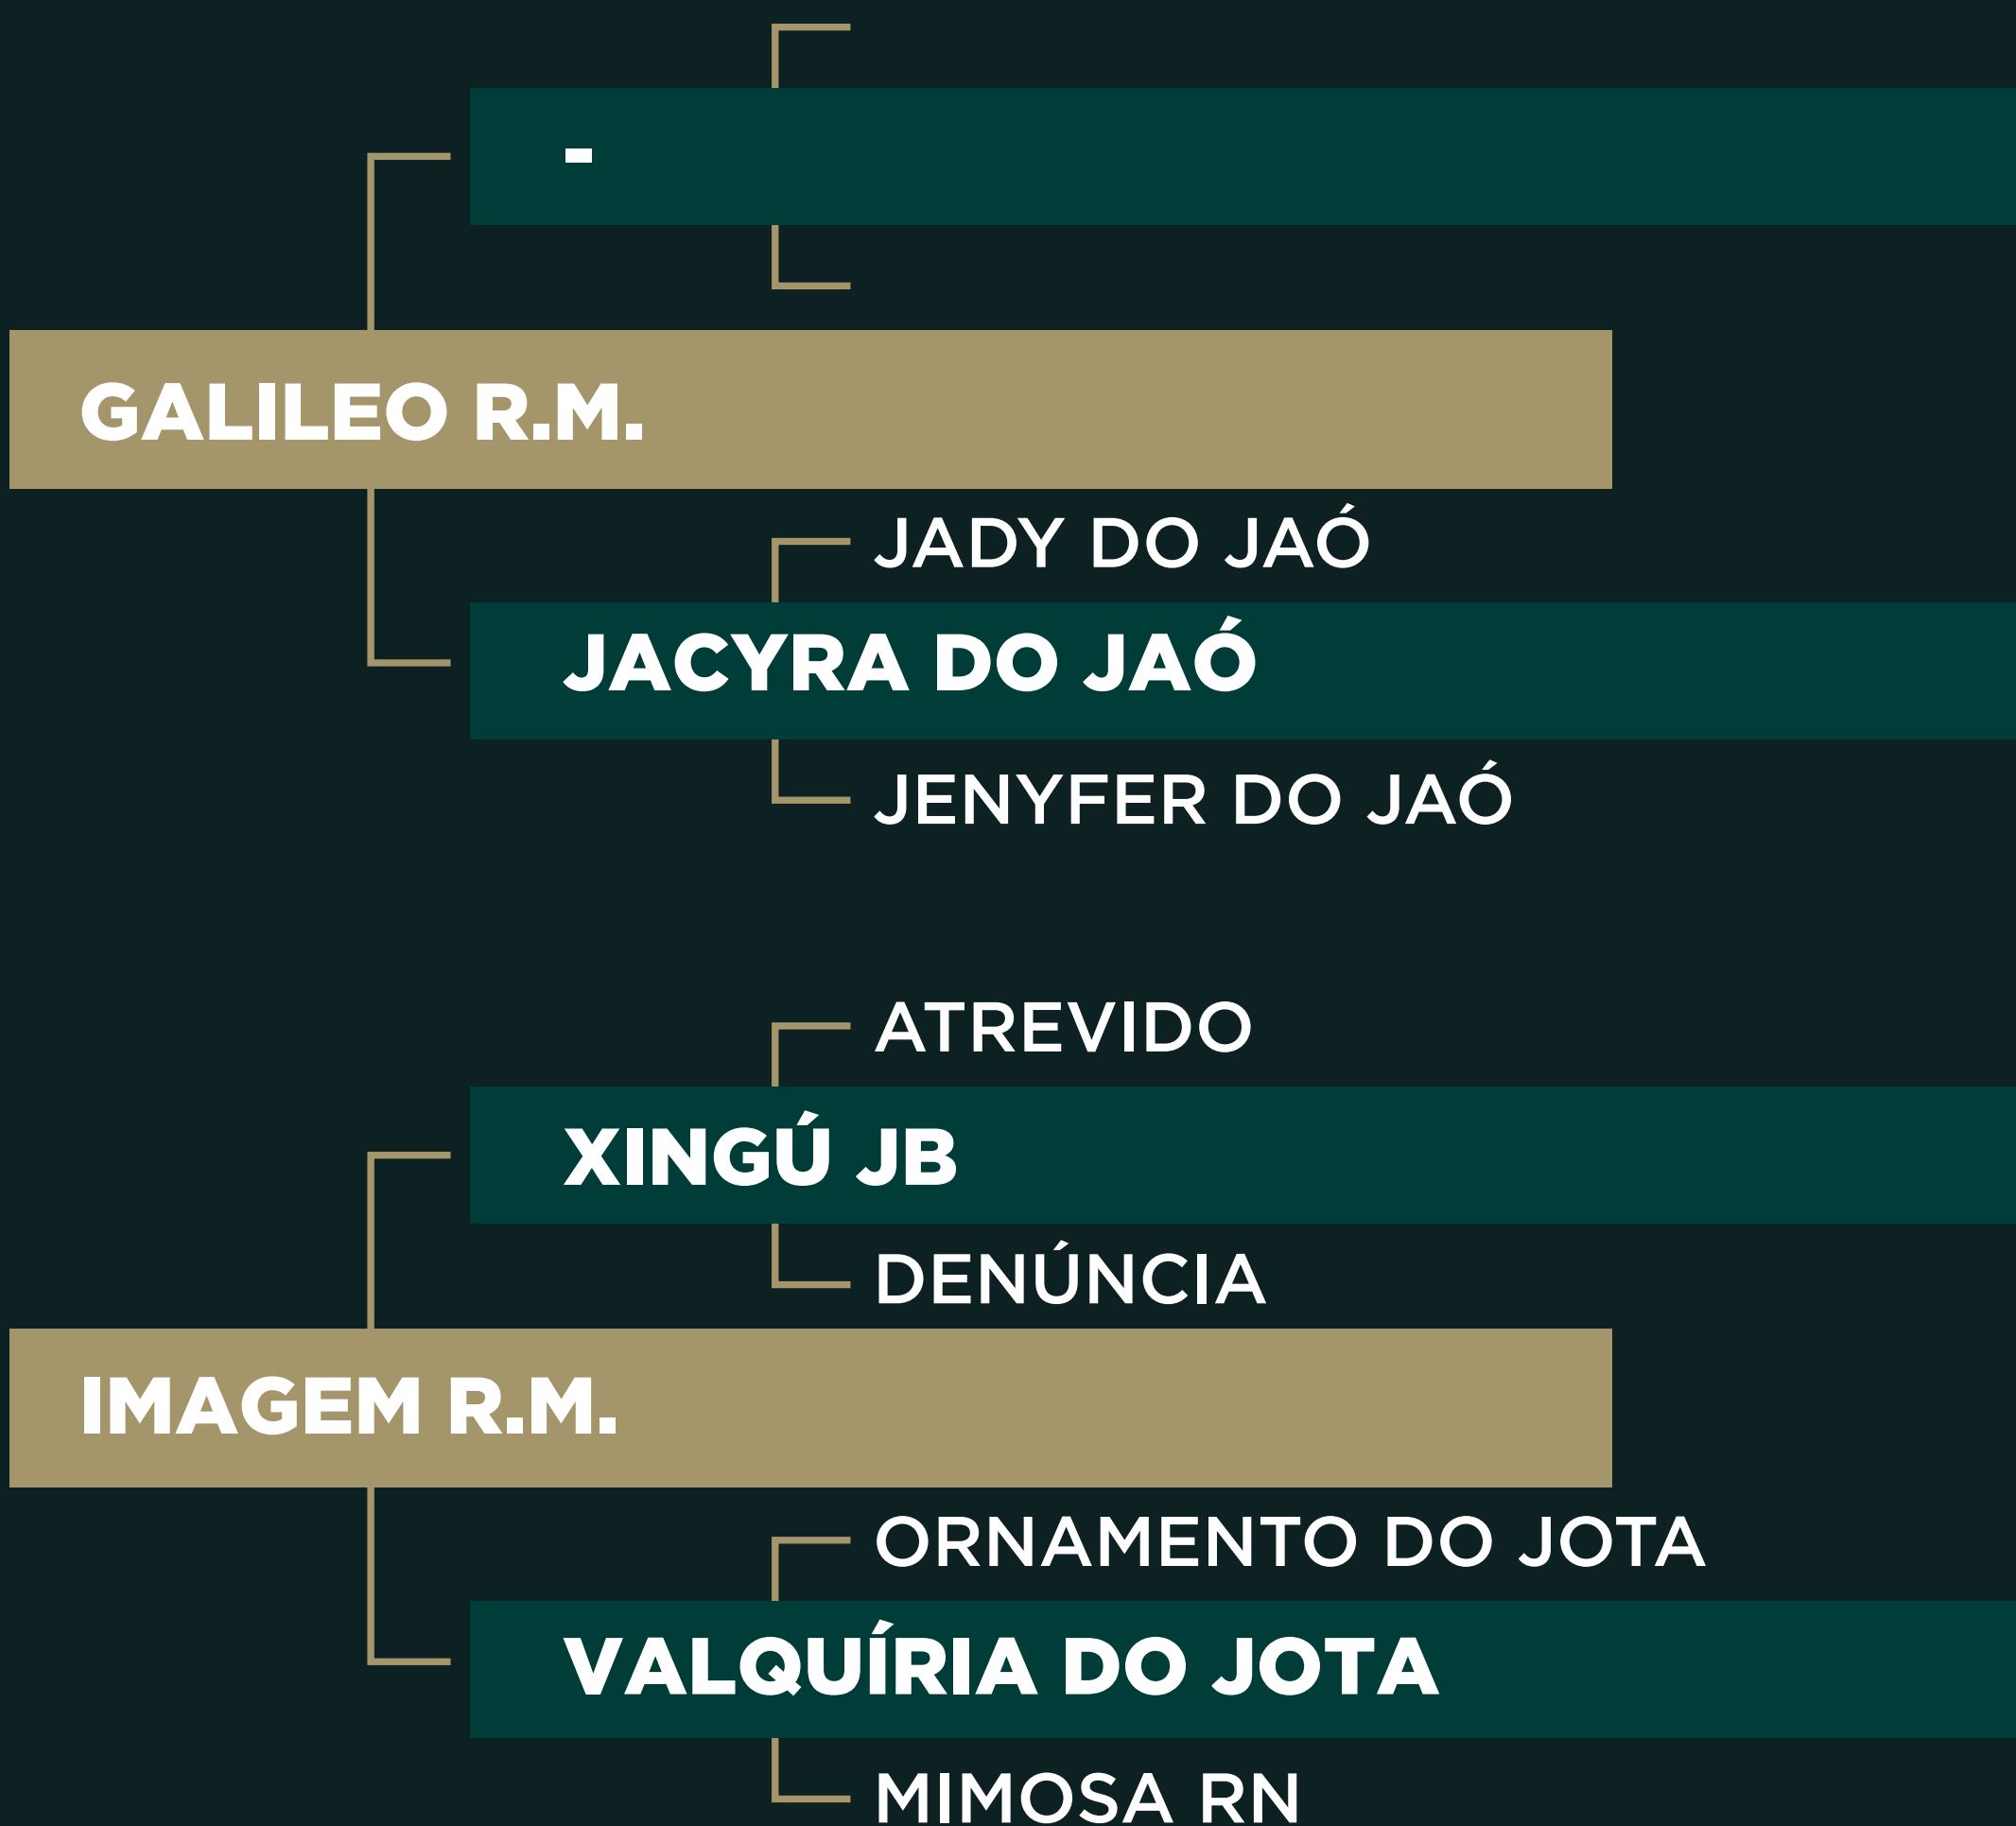 -
GALILEO R.M.
JADY DO JAÓ
JACYRA DO JAÓ
JENYFER DO JAÓ
ATREVIDO
XINGÚ JB
DENÚNCIA
IMAGEM R.M.
ORNAMENTO DO JOTA
VALQUÍRIA DO JOTA
MIMOSA RN